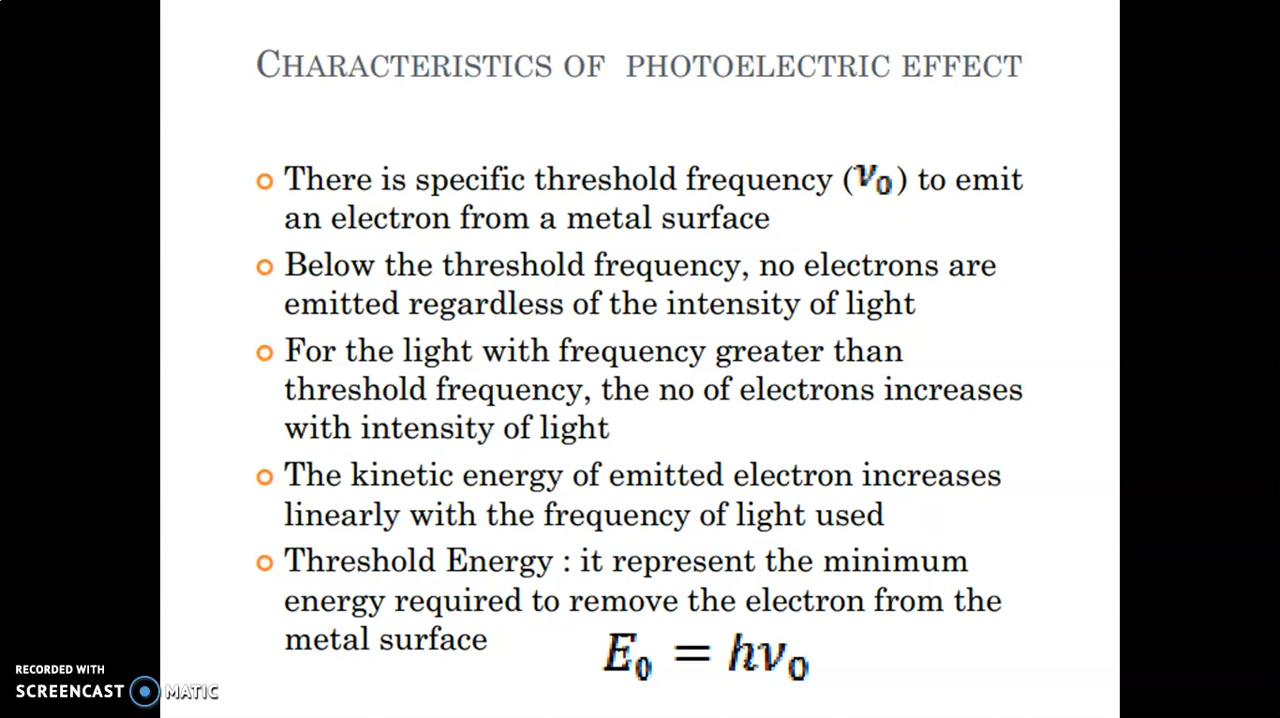 CHARACTERISTICS OF PHOTOELECTRIC EFFECT
There is specific threshold frequency (ν₀) to emit
an electron from a metal surface
Below the threshold frequency, no electrons are
emitted regardless of the intensity of light
For the light with frequency greater than
threshold frequency, the no of electrons increases
with intensity of light
The kinetic energy of emitted electron increases
linearly with the frequency of light used
Threshold Energy : it represent the minimum
energy required to remove the electron from the
metal surface
E₀ = hν₀
RECORDED WITH
SCREENCAST MATIC